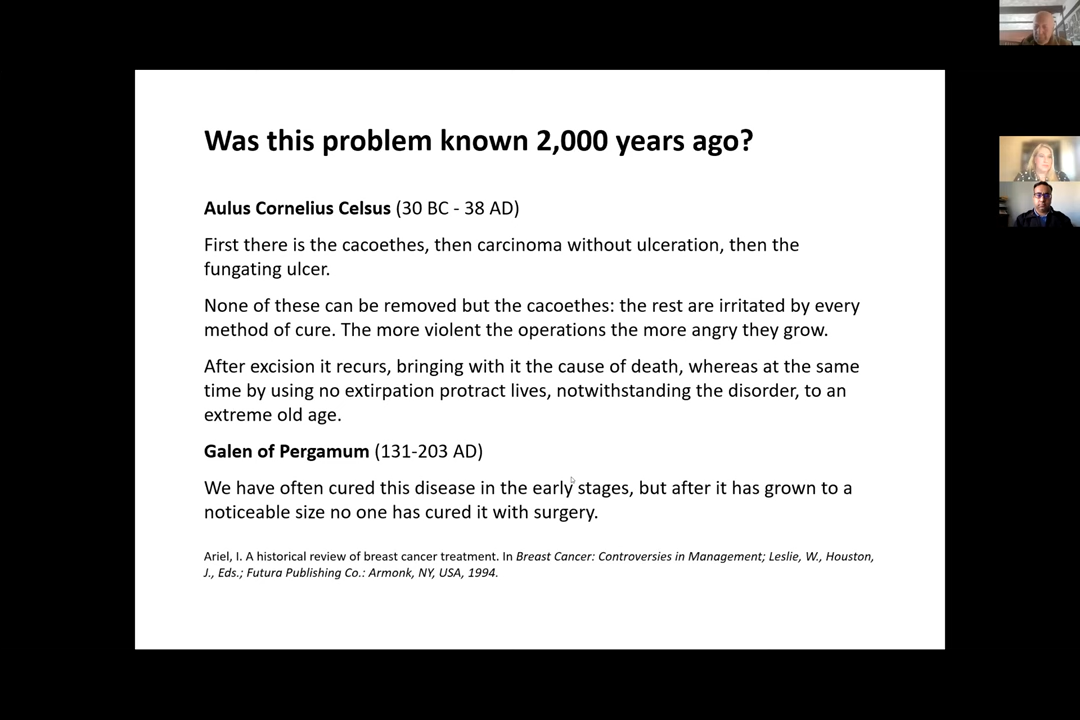 Was this problem known 2,000 years ago?
Aulus Cornelius Celsus (30 BC - 38 AD)
First there is the cacoethes, then carcinoma without ulceration, then the
fungating ulcer.
None of these can be removed but the cacoethes: the rest are irritated by every
method of cure. The more violent the operations the more angry they grow.
After excision it recurs, bringing with it the cause of death, whereas at the same
time by using no extirpation protract lives, notwithstanding the disorder, to an
extreme old age.
Galen of Pergamum (131-203 AD)
We have often cured this disease in the early stages, but after it has grown to a
noticeable size no one has cured it with surgery.
Ariel, I. A historical review of breast cancer treatment. In Breast Cancer: Controversies in Management; Leslie, W., Houston,
J., Eds.; Futura Publishing Co.: Armonk, NY, USA, 1994.